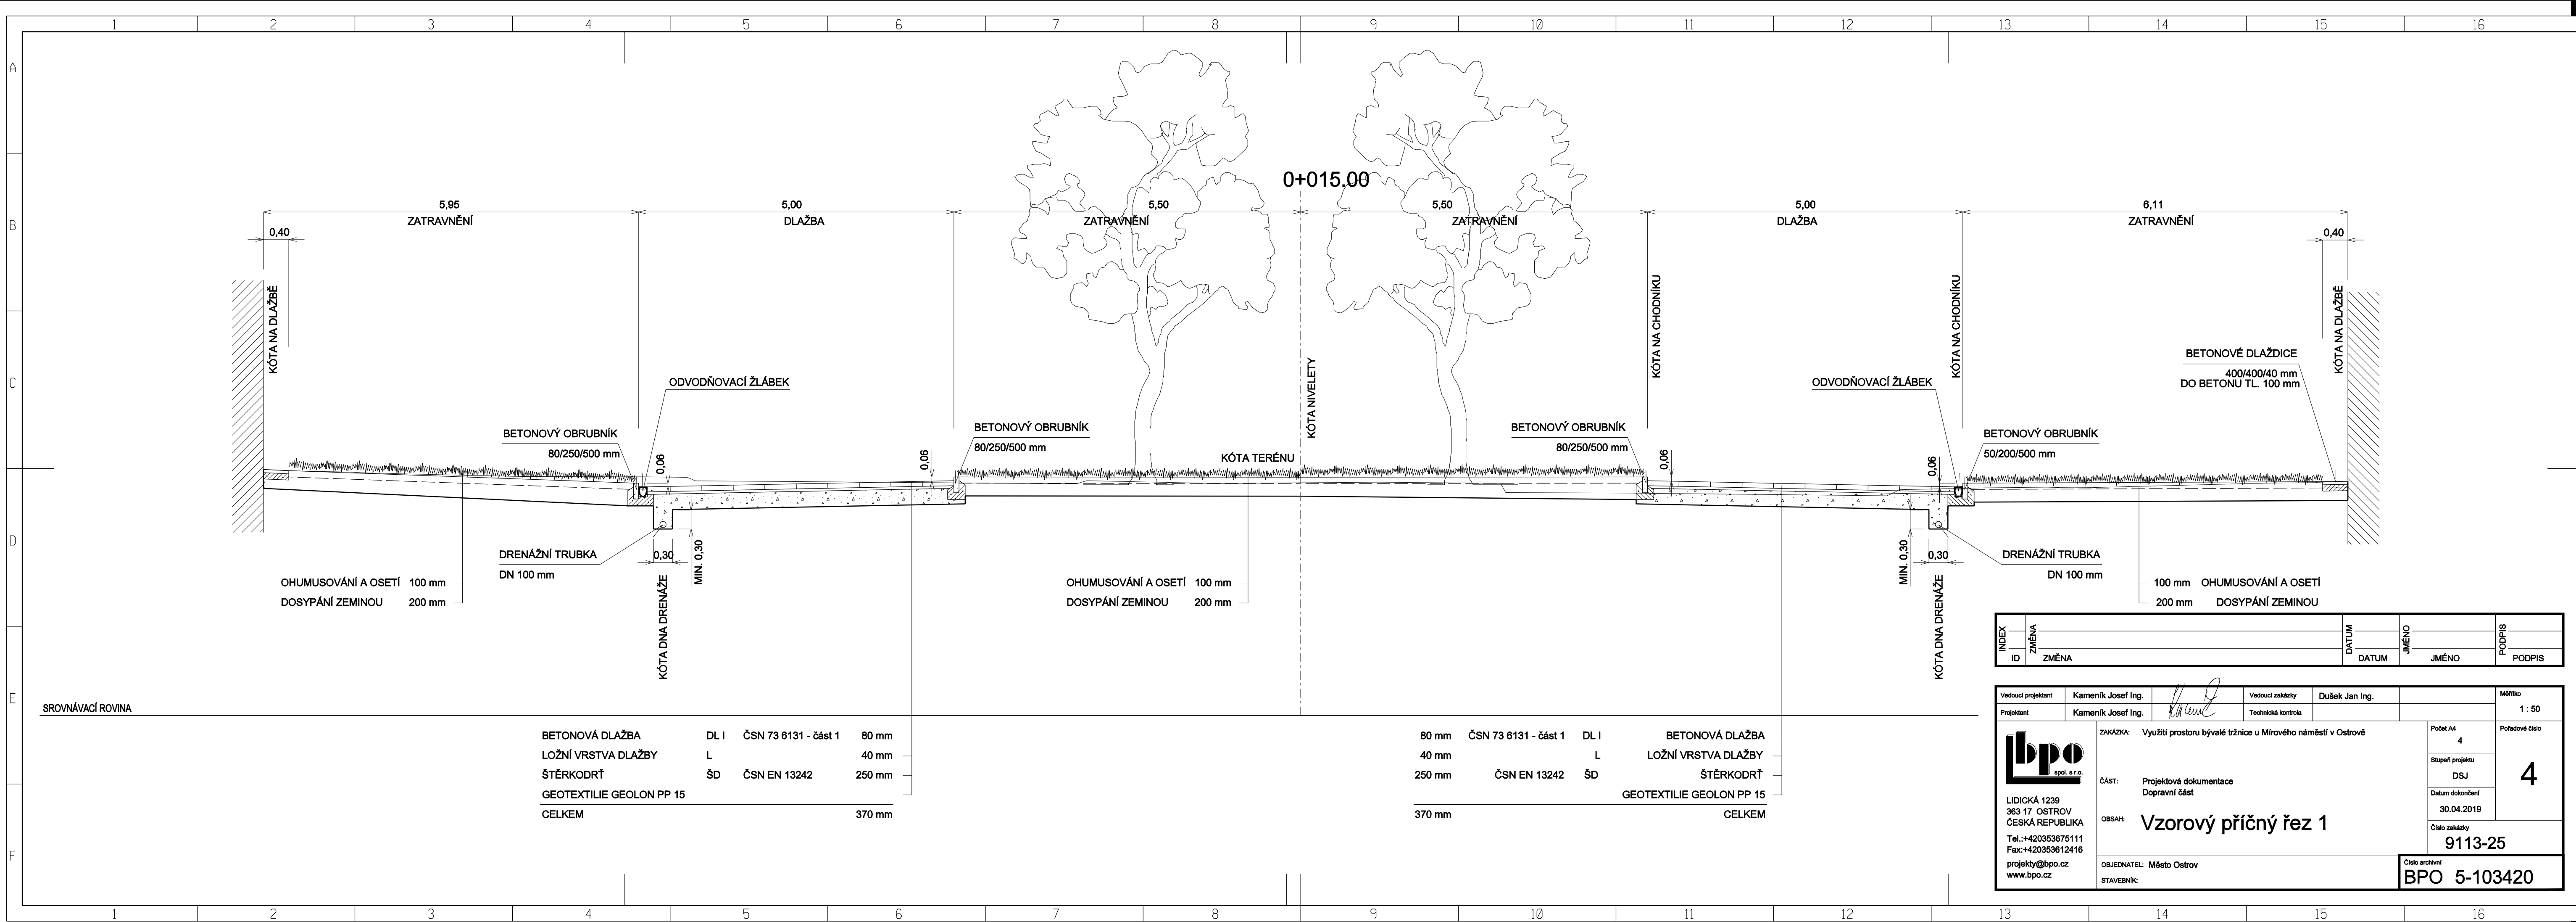 1 2 3 4 5 6 7 8 9 10 11 12 13 14 15 16
A
B
C
D
E
F
0+015.00
5,95 5,00 5,50 5,50 5,00 6,11
ZATRAVNĚNÍ DLAŽBA ZATRAVNĚNÍ ZATRAVNĚNÍ DLAŽBA ZATRAVNĚNÍ
0,40 0,40
KÓTA NA DLAŽBĚ
KÓTA NIVELETY
KÓTA NA CHODNÍKU
KÓTA NA CHODNÍKU
KÓTA NA DLAŽBĚ
BETONOVÉ DLAŽDICE
400/400/40 mm
DO BETONU TL. 100 mm
ODVODŇOVACÍ ŽLÁBEK
ODVODŇOVACÍ ŽLÁBEK
BETONOVÝ OBRUBNÍK
80/250/500 mm
BETONOVÝ OBRUBNÍK
80/250/500 mm
BETONOVÝ OBRUBNÍK
80/250/500 mm
BETONOVÝ OBRUBNÍK
50/200/500 mm
KÓTA TERÉNU
0,06 0,06 0,06 0,06
DRENÁŽNÍ TRUBKA
DN 100 mm
0,30
MIN. 0,30
KÓTA DNA DRENÁŽE
MIN. 0,30
0,30
KÓTA DNA DRENÁŽE
DRENÁŽNÍ TRUBKA
DN 100 mm
OHUMUSOVÁNÍ A OSETÍ 100 mm
DOSYPÁNÍ ZEMINOU 200 mm
OHUMUSOVÁNÍ A OSETÍ 100 mm
DOSYPÁNÍ ZEMINOU 200 mm
100 mm OHUMUSOVÁNÍ A OSETÍ
200 mm DOSYPÁNÍ ZEMINOU
SROVNÁVACÍ ROVINA
BETONOVÁ DLAŽBA DL I ČSN 73 6131 - část 1 80 mm
LOŽNÍ VRSTVA DLAŽBY L 40 mm
ŠTĚRKODRŤ ŠD ČSN EN 13242 250 mm
GEOTEXTILIE GEOLON PP 15
CELKEM 370 mm
80 mm ČSN 73 6131 - část 1 DL I BETONOVÁ DLAŽBA
40 mm L LOŽNÍ VRSTVA DLAŽBY
250 mm ČSN EN 13242 ŠD ŠTĚRKODRŤ
GEOTEXTILIE GEOLON PP 15
370 mm CELKEM
INDEX ZMĚNA DATUM JMÉNO PODPIS
ID ZMĚNA DATUM JMÉNO PODPIS
Vedoucí projektant Kameník Josef Ing. Vedoucí zakázky Dušek Jan Ing. Měřítko
Projektant Kameník Josef Ing. Technická kontrola 1 : 50
bpo
spol. s r.o.
LIDICKÁ 1239
363 17 OSTROV
ČESKÁ REPUBLIKA
Tel.:+420353675111
Fax:+420353612416
projekty@bpo.cz
www.bpo.cz
ZAKÁZKA: Využití prostoru bývalé tržnice u Mírového náměstí v Ostrově
ČÁST: Projektová dokumentace
Dopravní část
OBSAH: Vzorový příčný řez 1
OBJEDNATEL: Město Ostrov
STAVEBNÍK:
Počet A4
4
Stupeň projektu
DSJ
Datum dokončení
30.04.2019
Pořadové číslo
4
Číslo zakázky
9113-25
Číslo archivní
BPO 5-103420
1 2 3 4 5 6 7 8 9 10 11 12 13 14 15 16